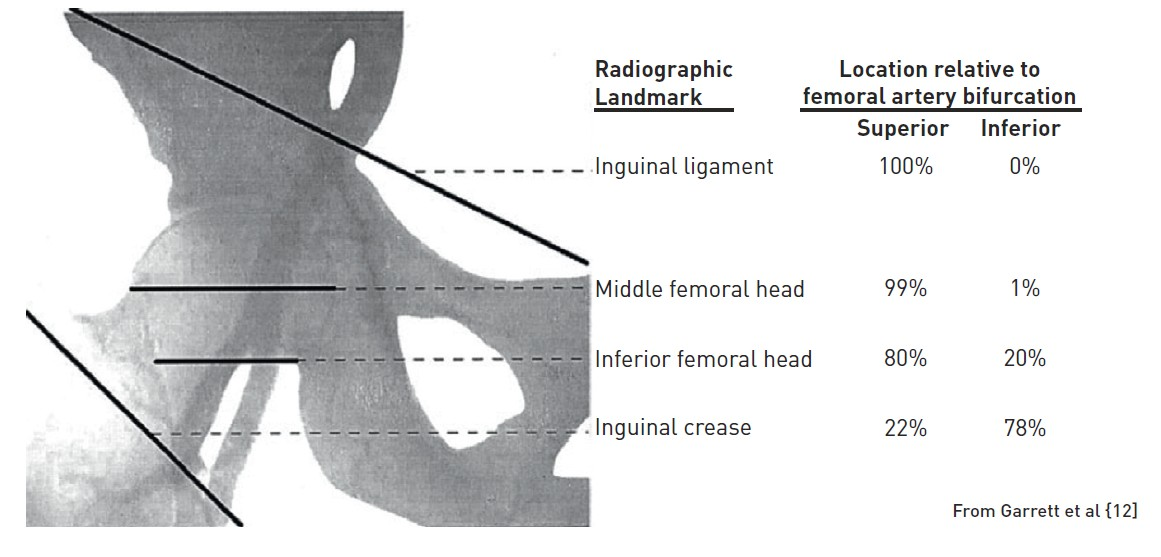 Radiographic Landmark
Location relative to femoral artery bifurcation
Superior Inferior
Inguinal ligament 100% 0%
Middle femoral head 99% 1%
Inferior femoral head 80% 20%
Inguinal crease 22% 78%
From Garrett et al {12]